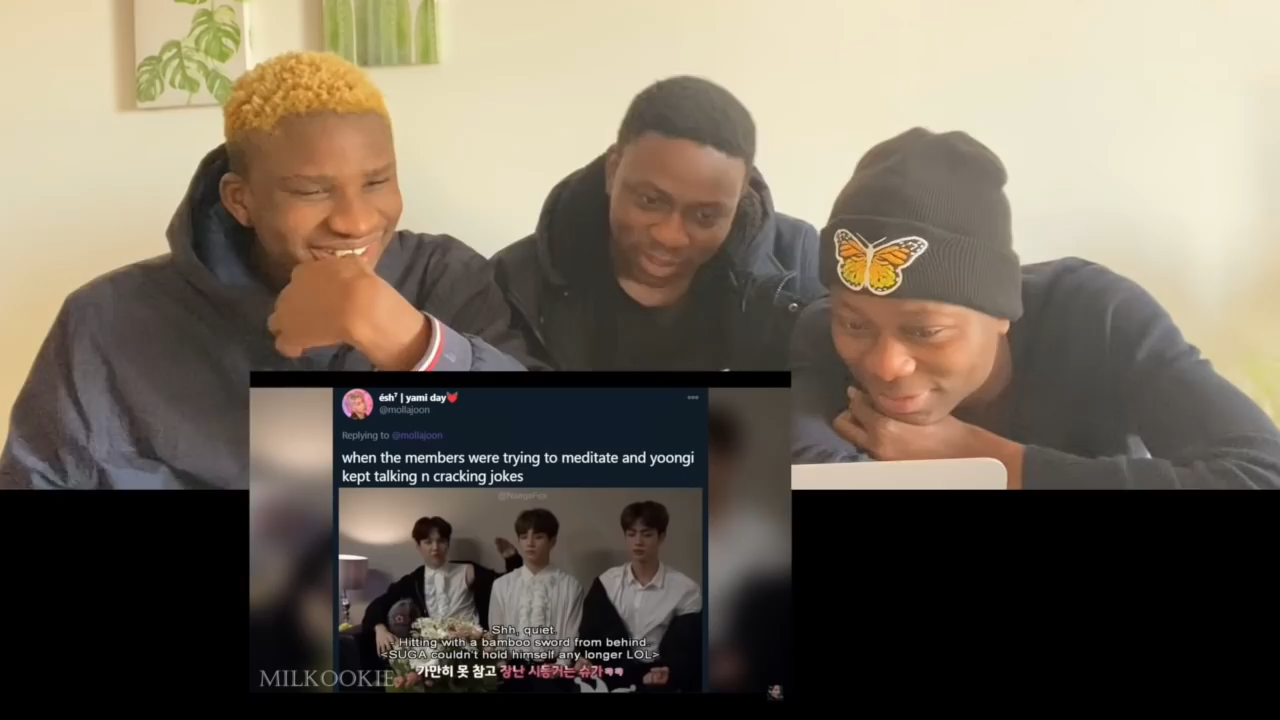 ésh⁷ | yami day
@mollajoon
Replying to @mollajoon
when the members were trying to meditate and yoongi
kept talking n cracking jokes
- Shh, quiet.
- Hitting with a bamboo sword from behind
<SUGA couldn't hold himself any longer LOL>
가만히 못 참고 장난 시동거는 슈가
MILKOOKIE